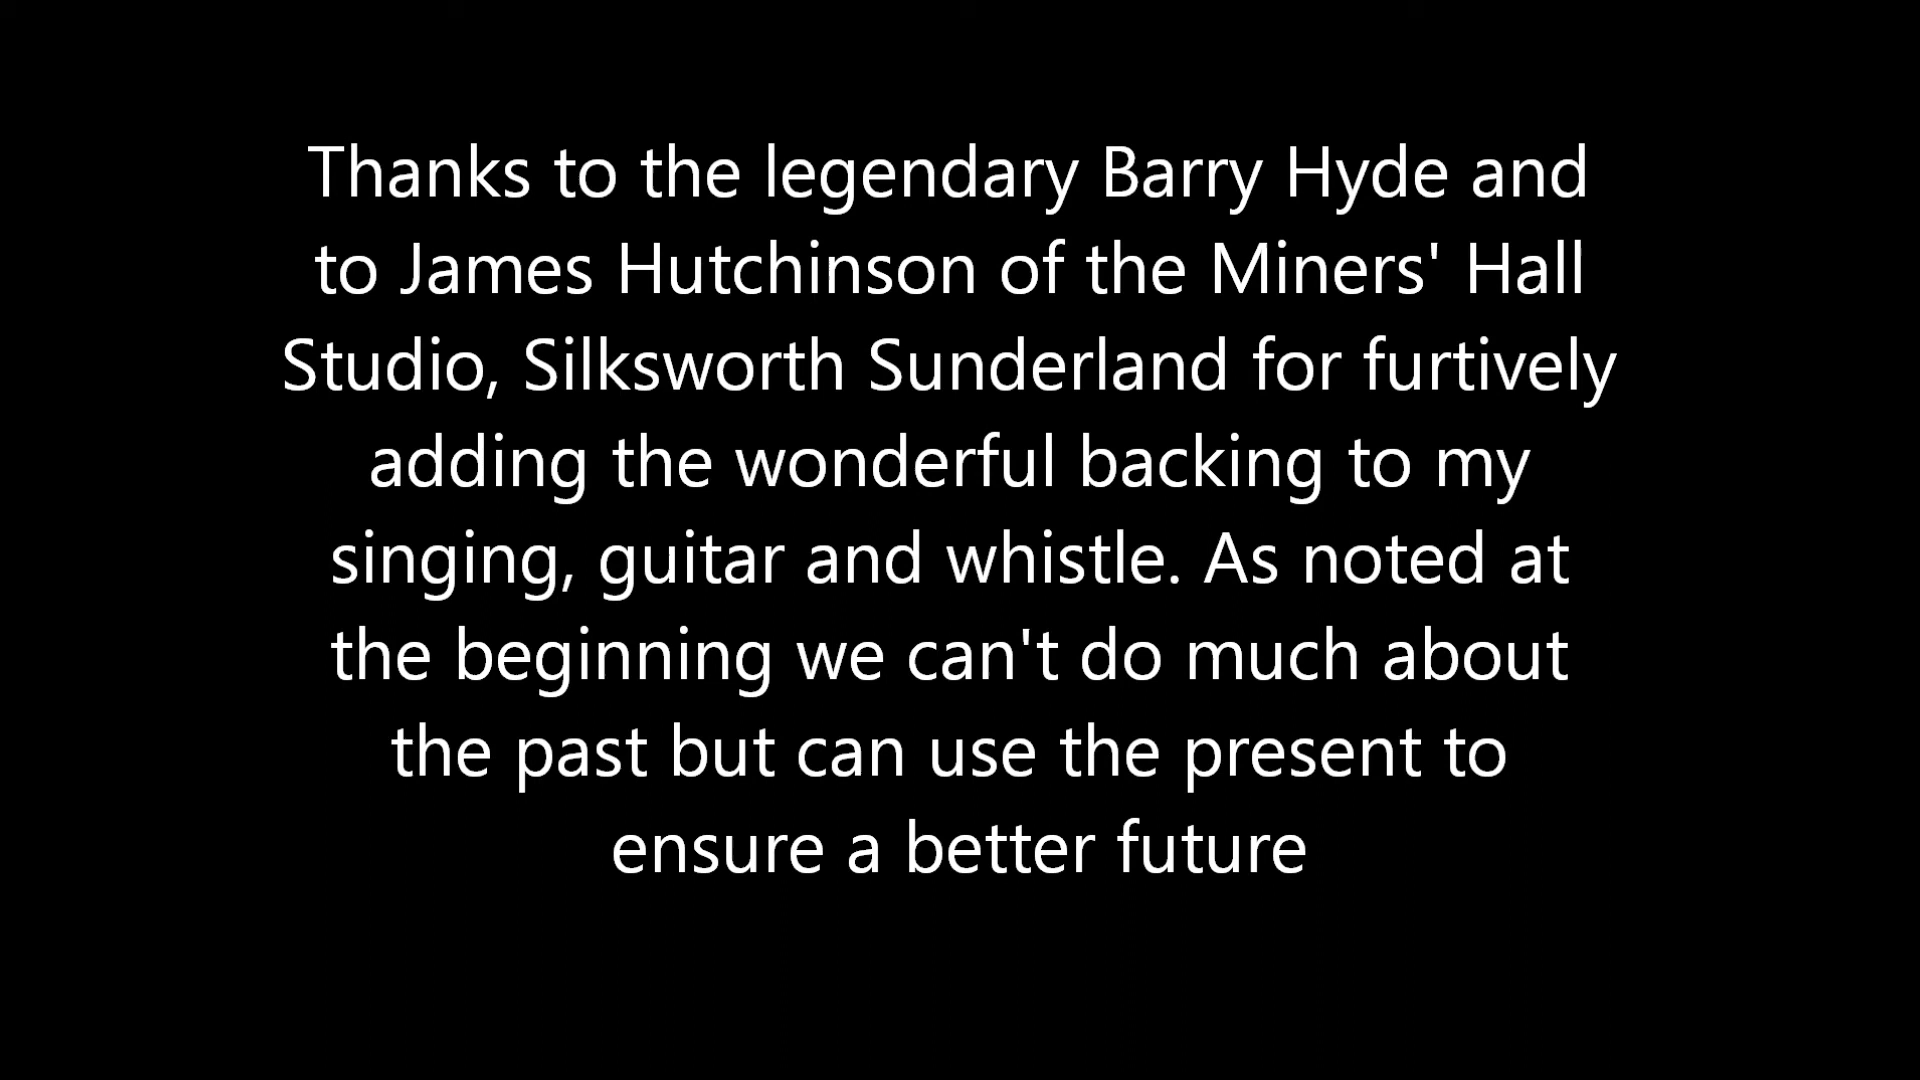 Thanks to the legendary Barry Hyde and
to James Hutchinson of the Miners' Hall
Studio, Silksworth Sunderland for furtively
adding the wonderful backing to my
singing, guitar and whistle. As noted at
the beginning we can't do much about
the past but can use the present to
ensure a better future